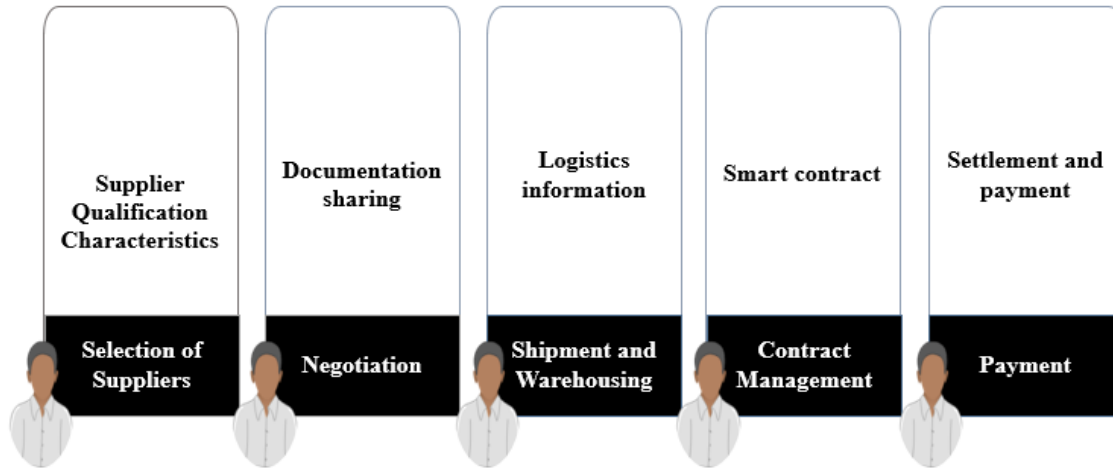 Supplier
Qualification
Characteristics
Selection of
Suppliers
Documentation
sharing
Negotiation
Logistics
information
Shipment and
Warehousing
Smart contract
Contract
Management
Settlement and
payment
Payment